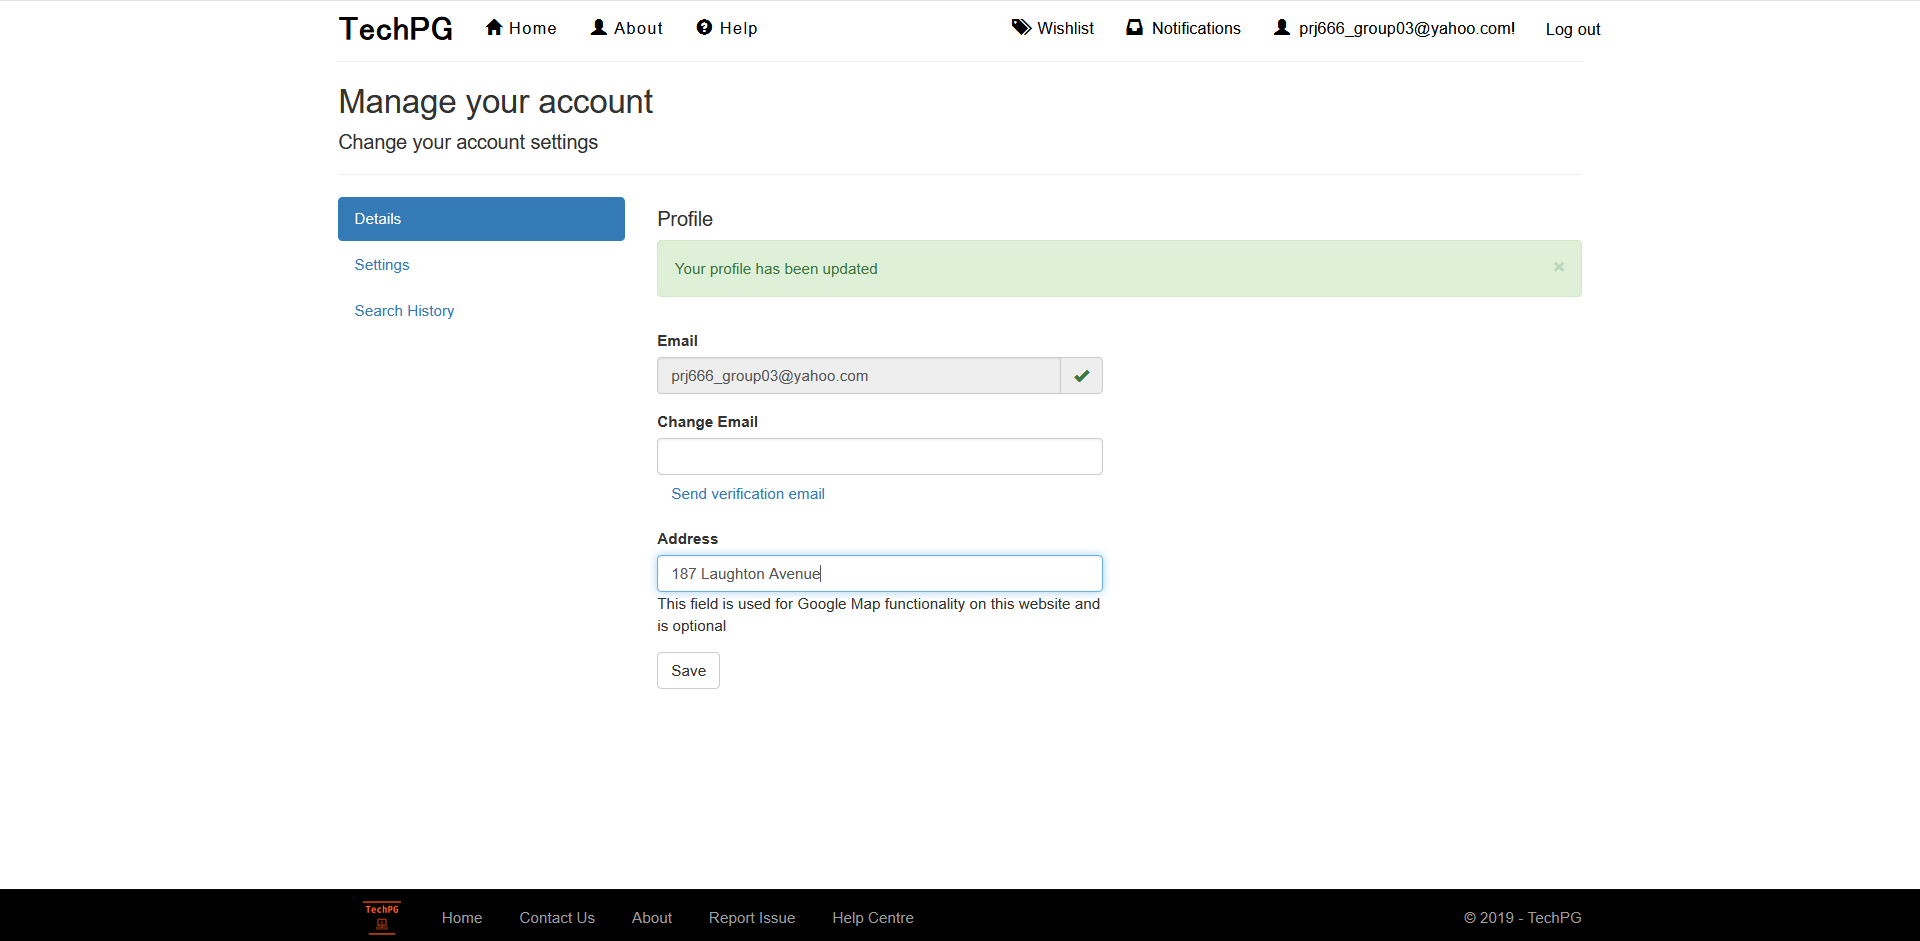 TechPG Home About Help Wishlist Notifications prj666_group03@yahoo.com! Log out
Manage your account
Change your account settings
Details
Settings
Search History
Profile
Your profile has been updated ×
Email
prj666_group03@yahoo.com
Change Email
Send verification email
Address
187 Laughton Avenue
This field is used for Google Map functionality on this website and
is optional
Save
TechPG Home Contact Us About Report Issue Help Centre © 2019 - TechPG